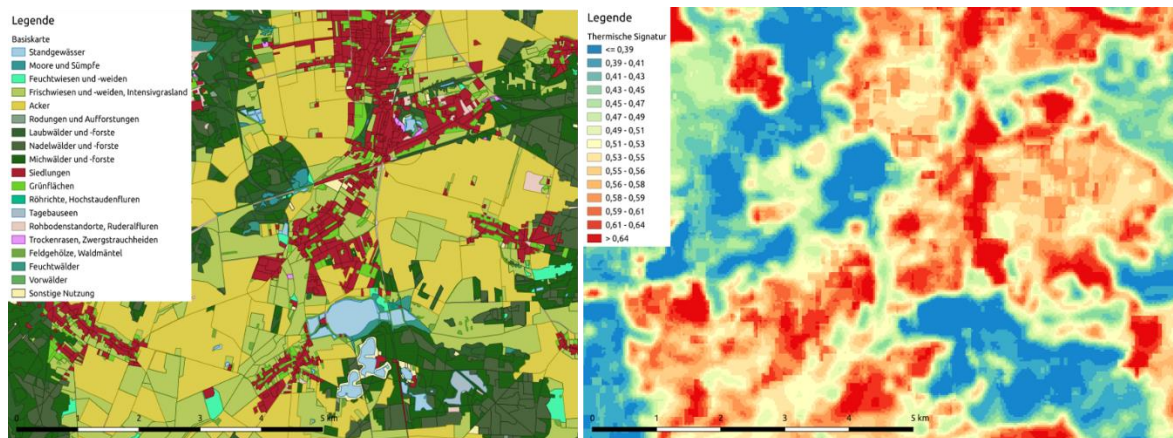 Legende
Basiskarte
Standgewässer
Moore und Sümpfe
Feuchtwiesen und -weiden
Frischwiesen und -weiden, Intensivgrasland
Acker
Rodungen und Aufforstungen
Laubwälder und -forste
Nadelwälder und -forste
Michwälder und -forste
Siedlungen
Grünflächen
Röhrichte, Hochstaudenfluren
Tagebauseen
Rohbodenstandorte, Ruderalfluren
Trockenrasen, Zwergstrauchheiden
Feldgehölze, Waldmäntel
Feuchtwälder
Vorwälder
Sonstige Nutzung
0 1 2 3 4 5 km
Legende
Thermische Signatur
<= 0,39
0,39 - 0,41
0,41 - 0,43
0,43 - 0,45
0,45 - 0,47
0,47 - 0,49
0,49 - 0,51
0,51 - 0,53
0,53 - 0,55
0,55 - 0,56
0,56 - 0,58
0,58 - 0,59
0,59 - 0,61
0,61 - 0,64
> 0,64
0 1 2 3 4 5 km